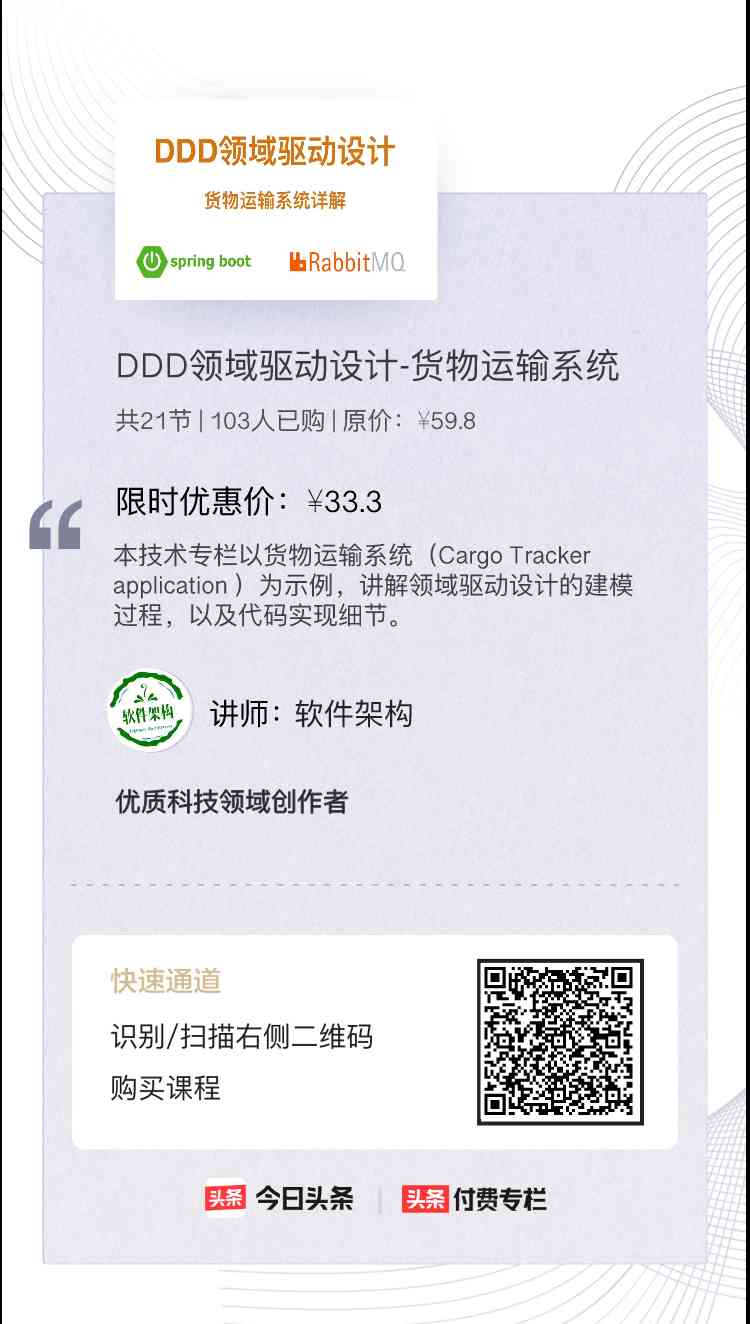 DDD领域驱动设计
货物运输系统详解
spring boot
RabbitMQ
DDD领域驱动设计-货物运输系统
共21节 | 103人已购 | 原价：¥59.8
限时优惠价：¥33.3
本技术专栏以货物运输系统（Cargo Tracker
application ）为示例，讲解领域驱动设计的建模
过程，以及代码实现细节。
软件架构
讲师：软件架构
优质科技领域创作者
快速通道
识别/扫描右侧二维码
购买课程
头条 今日头条 | 头条 付费专栏